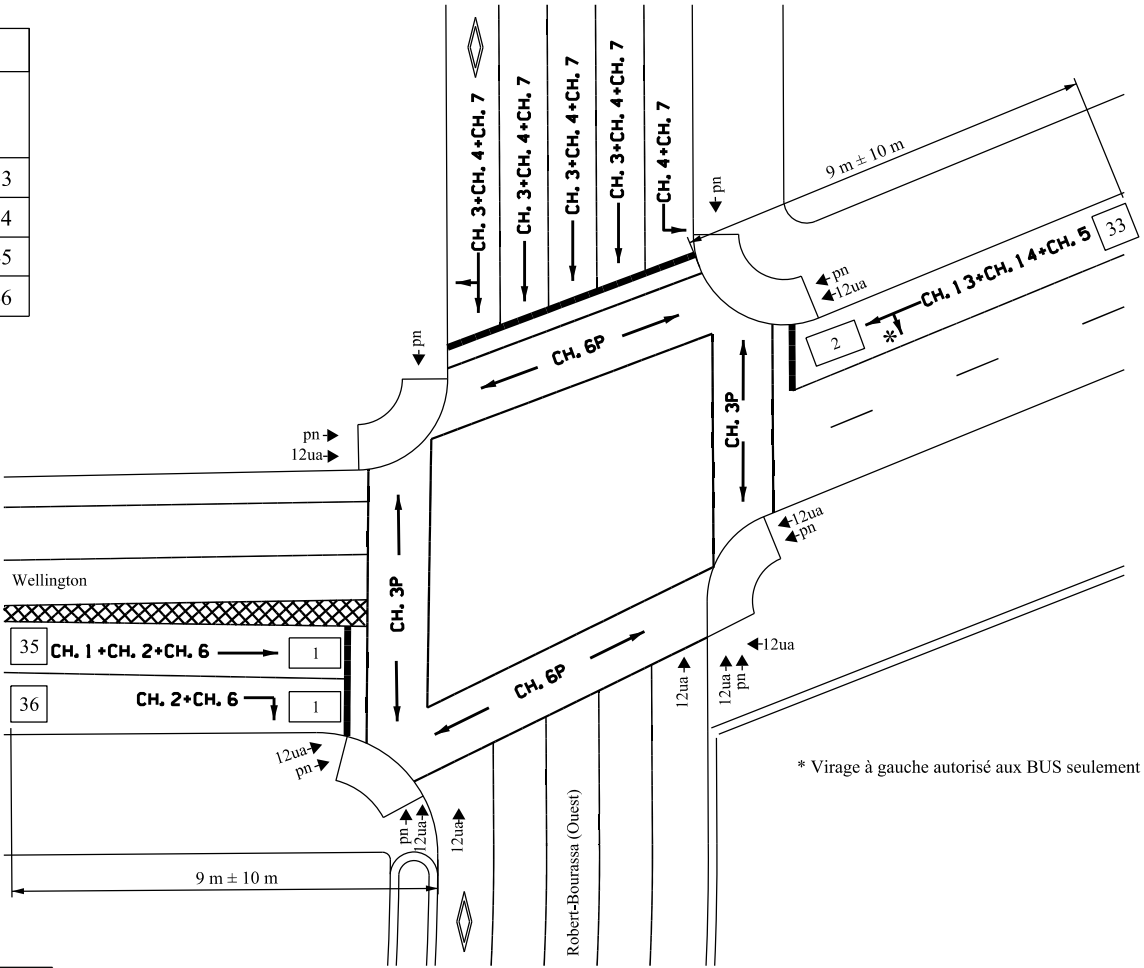 3
4
5
6
CH. 3+CH. 4+CH. 7
CH. 3+CH. 4+CH. 7
CH. 3+CH. 4+CH. 7
CH. 3+CH. 4+CH. 7
CH. 4+CH. 7
pn
9 m ± 10 m
33
CH. 13+CH. 14+CH. 5
pn
12ua
2
*
CH. 6P
CH. 3P
pn
pn
12ua
Wellington
CH. 3P
35
CH. 1+CH. 2+CH. 6
1
36
CH. 2+CH. 6
1
12ua
pn
CH. 6P
12ua
pn
12ua
12ua
12ua
pn
12ua
pn
pn
12ua
12ua
9 m ± 10 m
Robert-Bourassa (Ouest)
* Virage à gauche autorisé aux BUS seulement